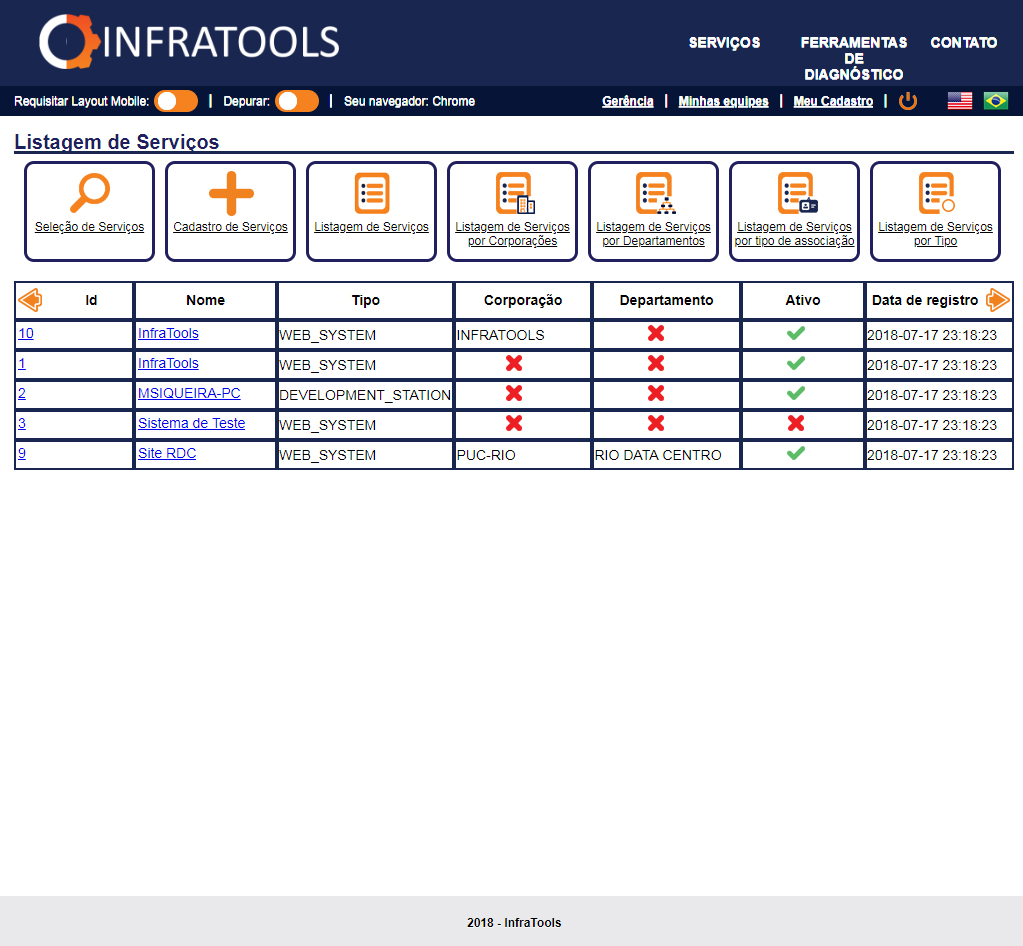 INFRATOOLS
SERVIÇOS
FERRAMENTAS
DE
DIAGNÓSTICO
CONTATO
Requisitar Layout Mobile: | Depurar: | Seu navegador: Chrome
Gerência | Minhas equipes | Meu Cadastro |
Listagem de Serviços
Seleção de Serviços
Cadastro de Serviços
Listagem de Serviços
Listagem de Serviços
por Corporações
Listagem de Serviços
por Departamentos
Listagem de Serviços
por tipo de associação
Listagem de Serviços
por Tipo
Id Nome Tipo Corporação Departamento Ativo Data de registro
10 InfraTools WEB_SYSTEM INFRATOOLS 2018-07-17 23:18:23
1 InfraTools WEB_SYSTEM 2018-07-17 23:18:23
2 MSIQUEIRA-PC DEVELOPMENT_STATION 2018-07-17 23:18:23
3 Sistema de Teste WEB_SYSTEM 2018-07-17 23:18:23
9 Site RDC WEB_SYSTEM PUC-RIO RIO DATA CENTRO 2018-07-17 23:18:23
2018 - InfraTools